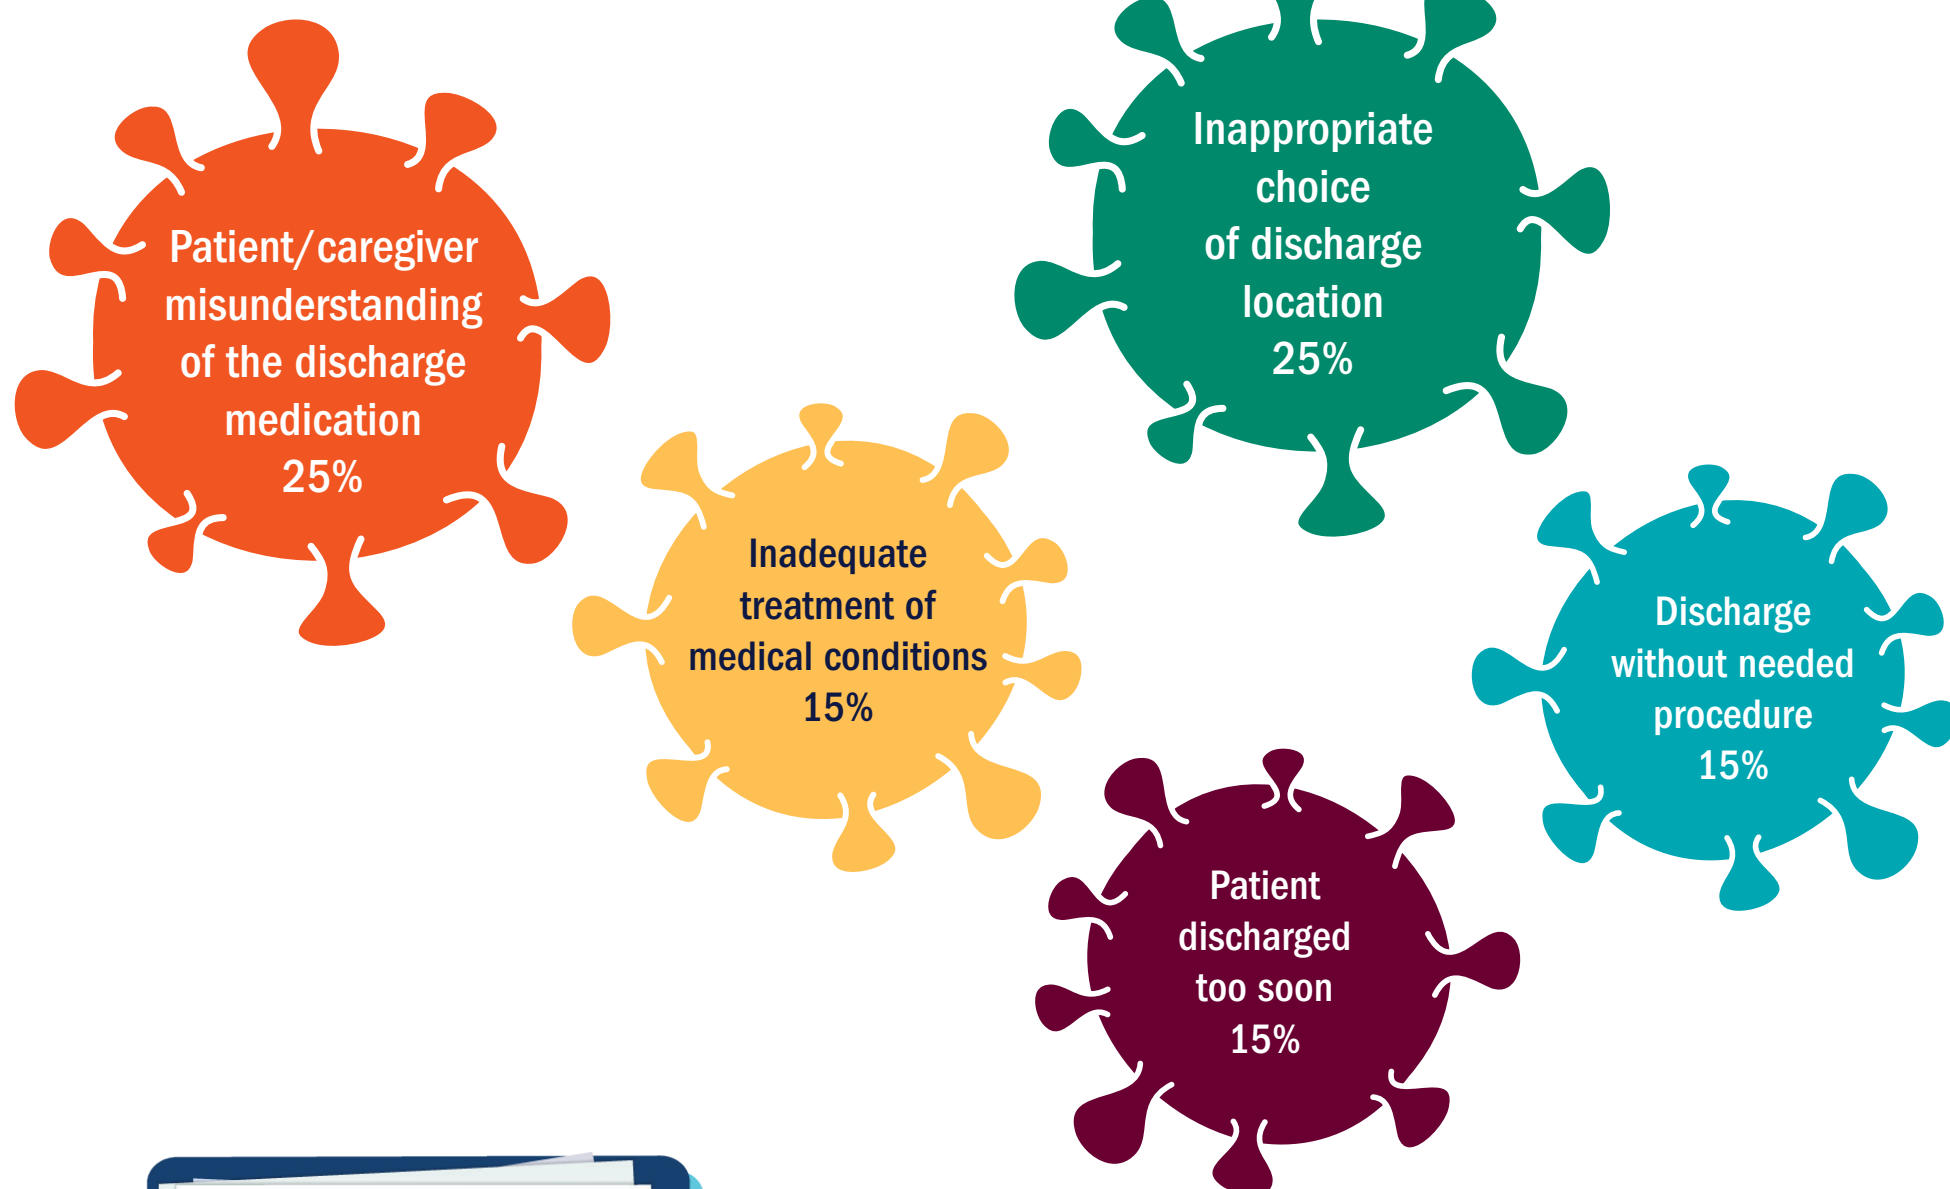 Patient/caregiver
misunderstanding
of the discharge
medication
25%
Inappropriate
choice
of discharge
location
25%
Inadequate
treatment of
medical conditions
15%
Discharge
without needed
procedure
15%
Patient
discharged
too soon
15%